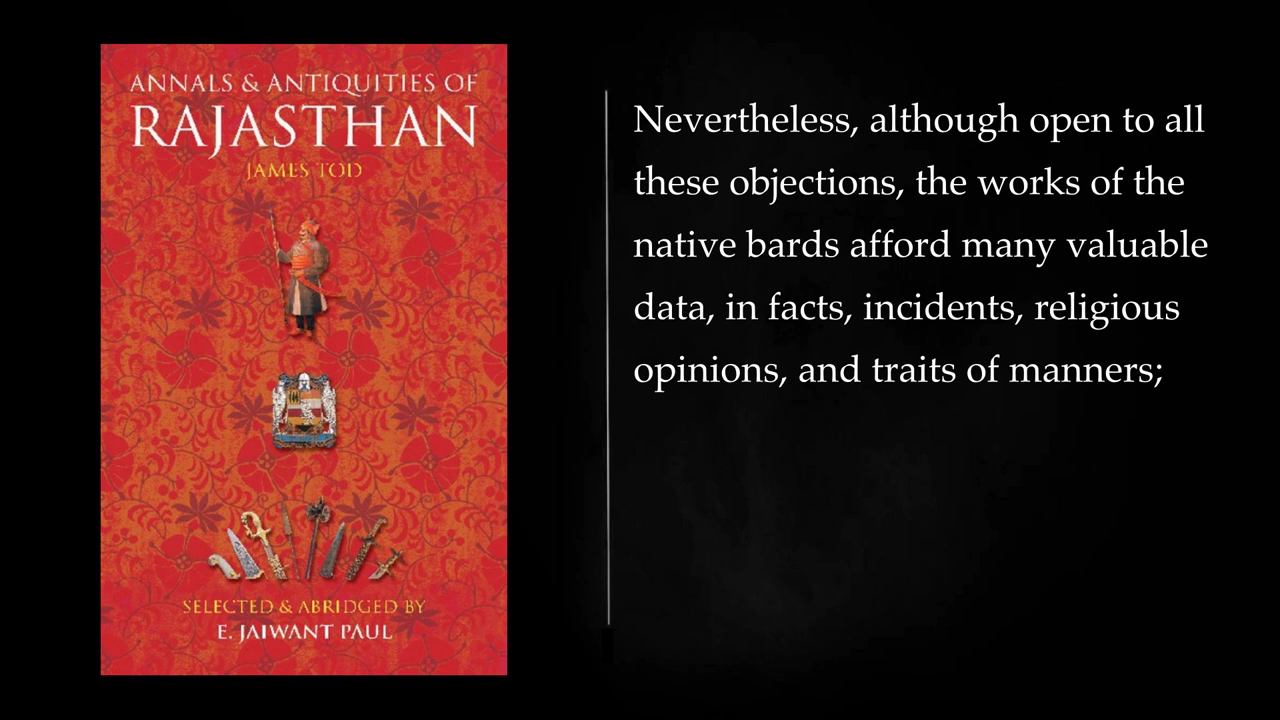 ANNALS & ANTIQUITIES OF
RAJASTHAN
JAMES TOD
SELECTED & ABRIDGED BY
E. JAIWANT PAUL
Nevertheless, although open to all
these objections, the works of the
native bards afford many valuable
data, in facts, incidents, religious
opinions, and traits of manners;